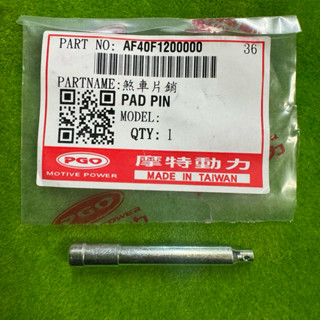 PART NO: AF40F1200000 36
PARTNAME: 煞車片銷
PAD PIN
MODEL:
QTY: 1
PGO 摩特動力
MOTIVE POWER MADE IN TAIWAN